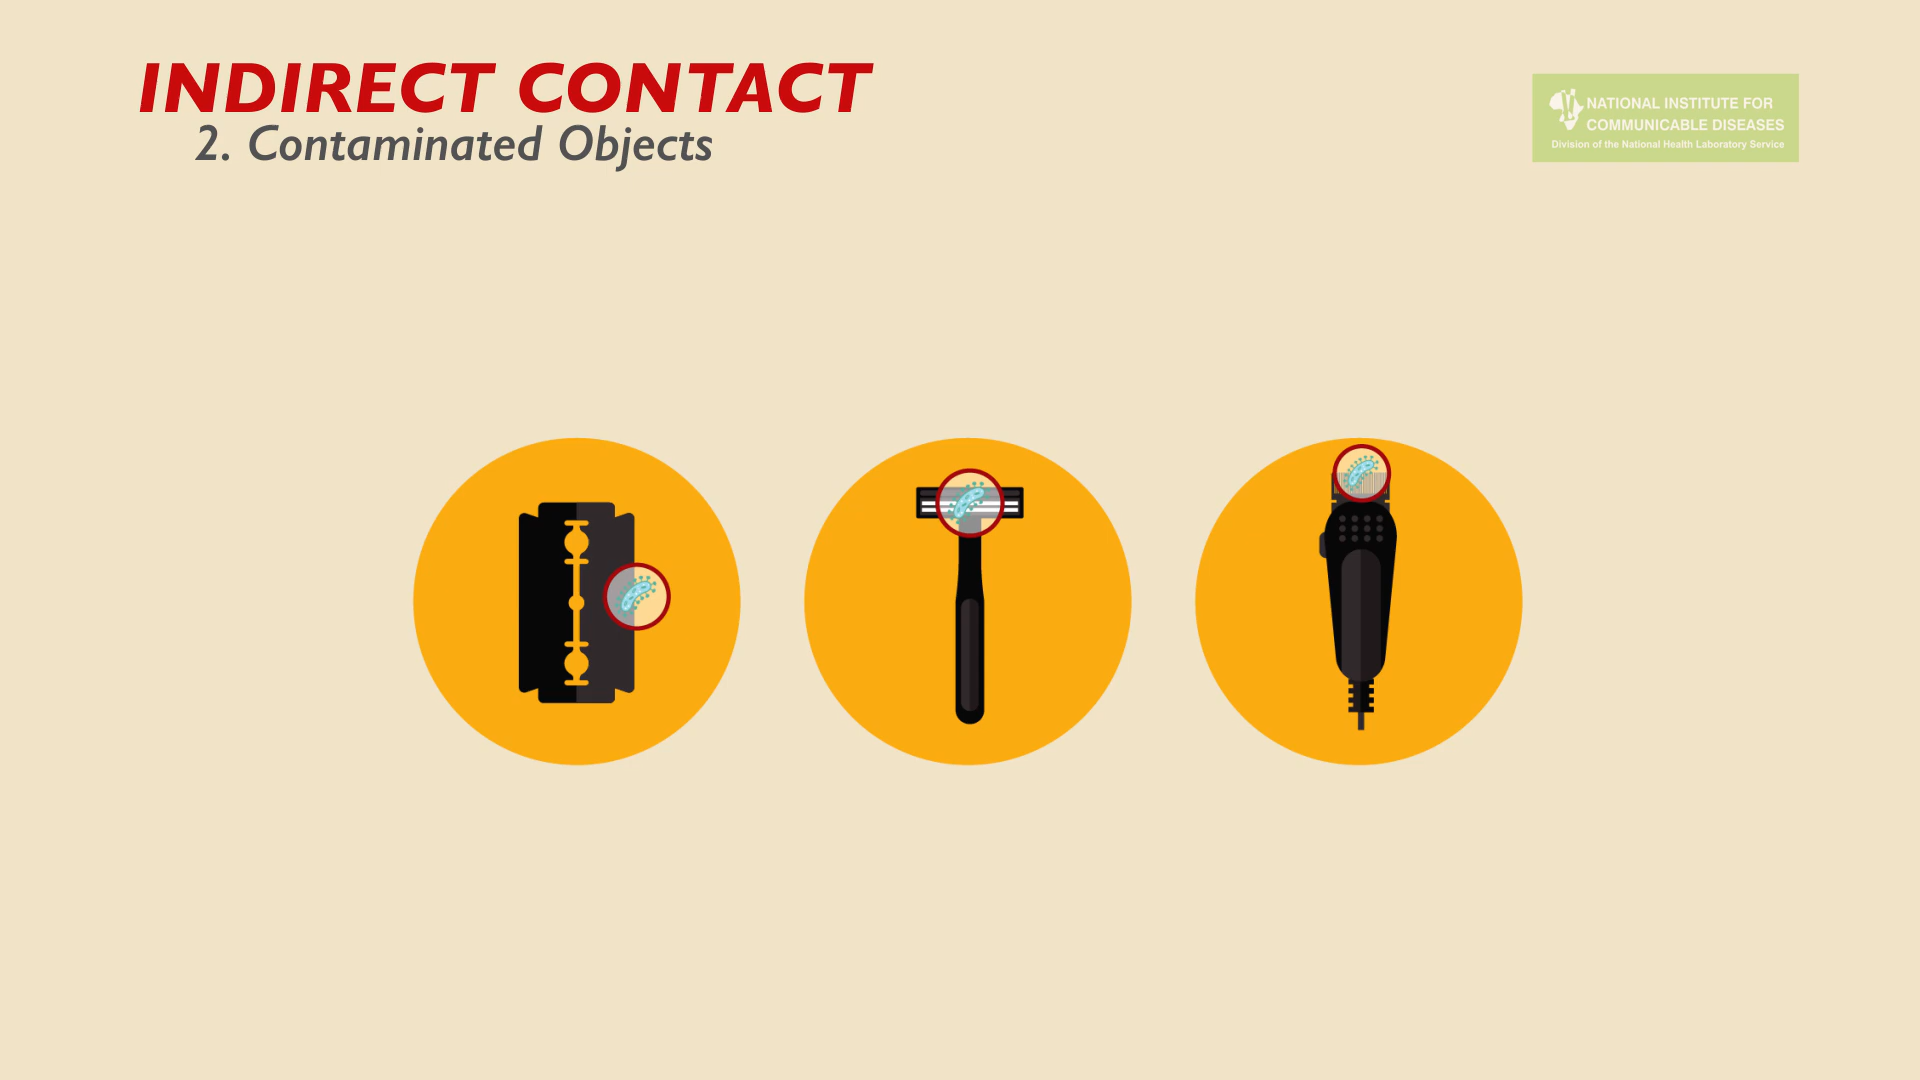 INDIRECT CONTACT
2. Contaminated Objects
NATIONAL INSTITUTE FOR
COMMUNICABLE DISEASES
Division of the National Health Laboratory Service